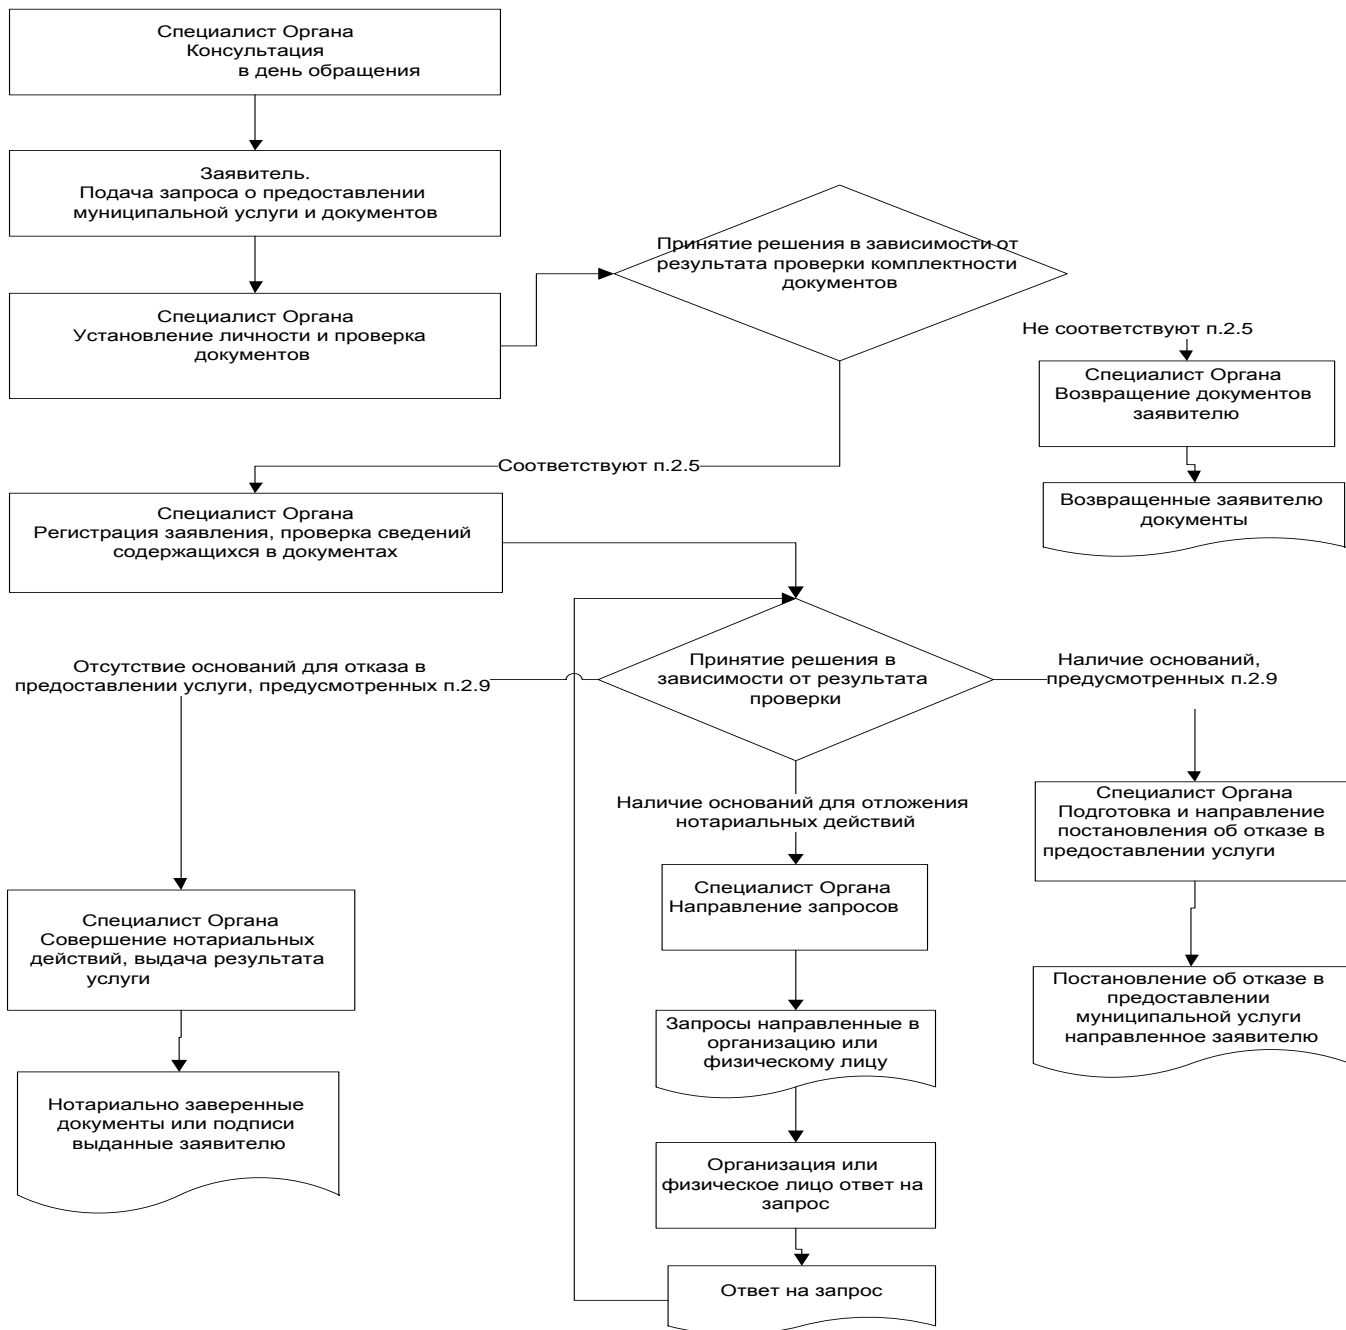 Специалист Органа
Консультация
в день обращения
Заявитель.
Подача запроса о предоставлении
муниципальной услуги и документов
Специалист Органа
Установление личности и проверка
документов
Принятие решения в зависимости от
результата проверки комплектности
документов
Не соответствуют п.2.5
Специалист Органа
Возвращение документов
заявителю
Возвращенные заявителю
документы
Соответствуют п.2.5
Специалист Органа
Регистрация заявления, проверка сведений
содержащихся в документах
Принятие решения в
зависимости от результата
проверки
Отсутствие оснований для отказа в
предоставлении услуги, предусмотренных п.2.9
Наличие оснований,
предусмотренных п.2.9
Наличие оснований для отложения
нотариальных действий
Специалист Органа
Совершение нотариальных
действий, выдача результата
услуги
Нотариально заверенные
документы или подписи
выданные заявителю
Специалист Органа
Направление запросов
Запросы направленные в
организацию или
физическому лицу
Организация или
физическое лицо ответ на
запрос
Ответ на запрос
Специалист Органа
Подготовка и направление
постановления об отказе в
предоставлении услуги
Постановление об отказе в
предоставлении
муниципальной услуги
направленное заявителю